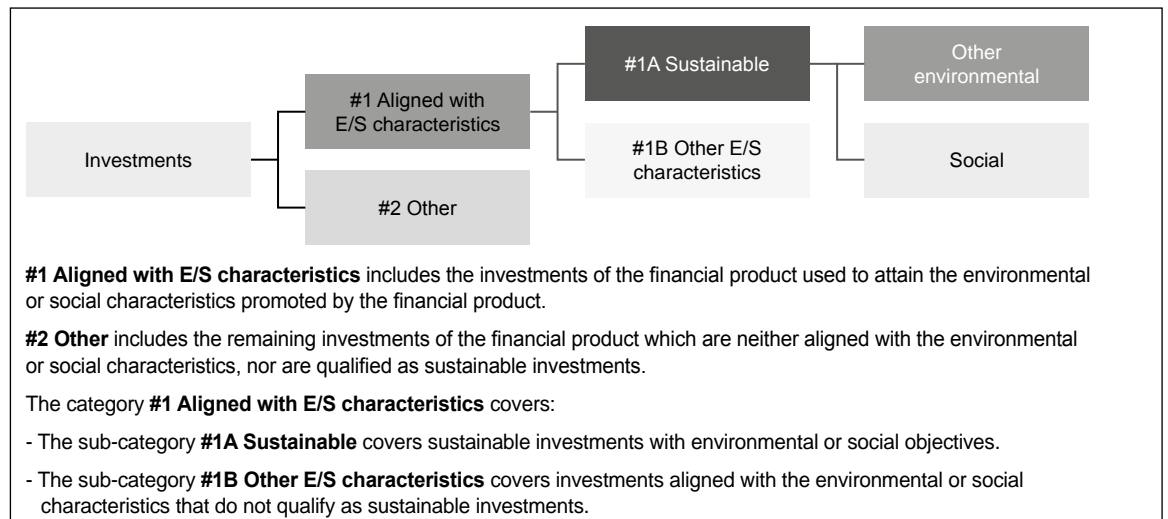 #1A Sustainable
Other
environmental
#1 Aligned with
E/S characteristics
Investments
#1B Other E/S
characteristics
Social
#2 Other
#1 Aligned with E/S characteristics includes the investments of the financial product used to attain the environmental
or social characteristics promoted by the financial product.
#2 Other includes the remaining investments of the financial product which are neither aligned with the environmental
or social characteristics, nor are qualified as sustainable investments.
The category #1 Aligned with E/S characteristics covers:
- The sub-category #1A Sustainable covers sustainable investments with environmental or social objectives.
- The sub-category #1B Other E/S characteristics covers investments aligned with the environmental or social
characteristics that do not qualify as sustainable investments.